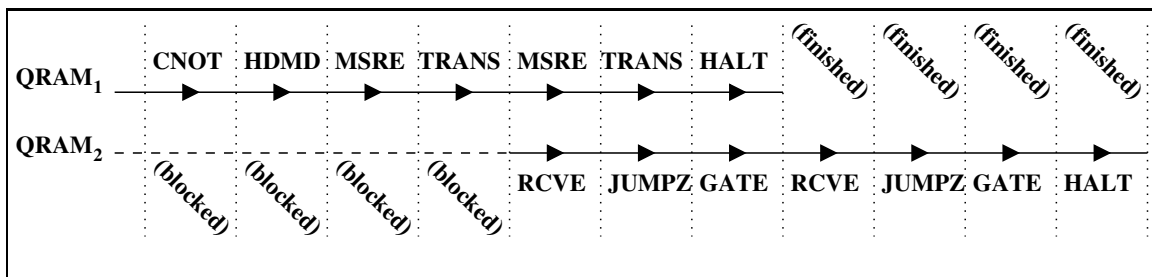 CNOT HDMD MSRE TRANS MSRE TRANS HALT (finished) (finished) (finished) (finished)
QRAM1
QRAM2
(blocked) (blocked) (blocked) (blocked) RCVE JUMPZ GATE RCVE JUMPZ GATE HALT